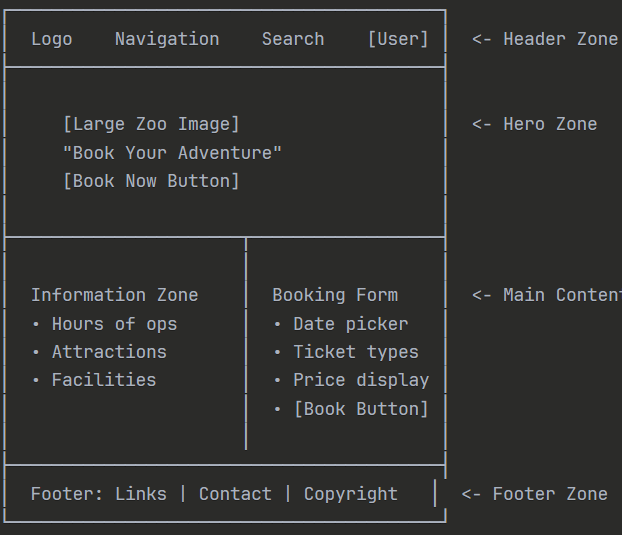 Logo Navigation Search [User] <- Header Zone
[Large Zoo Image] <- Hero Zone
"Book Your Adventure"
[Book Now Button]
Information Zone Booking Form <- Main Content
• Hours of ops • Date picker
• Attractions • Ticket types
• Facilities • Price display
• [Book Button]
Footer: Links | Contact | Copyright <- Footer Zone